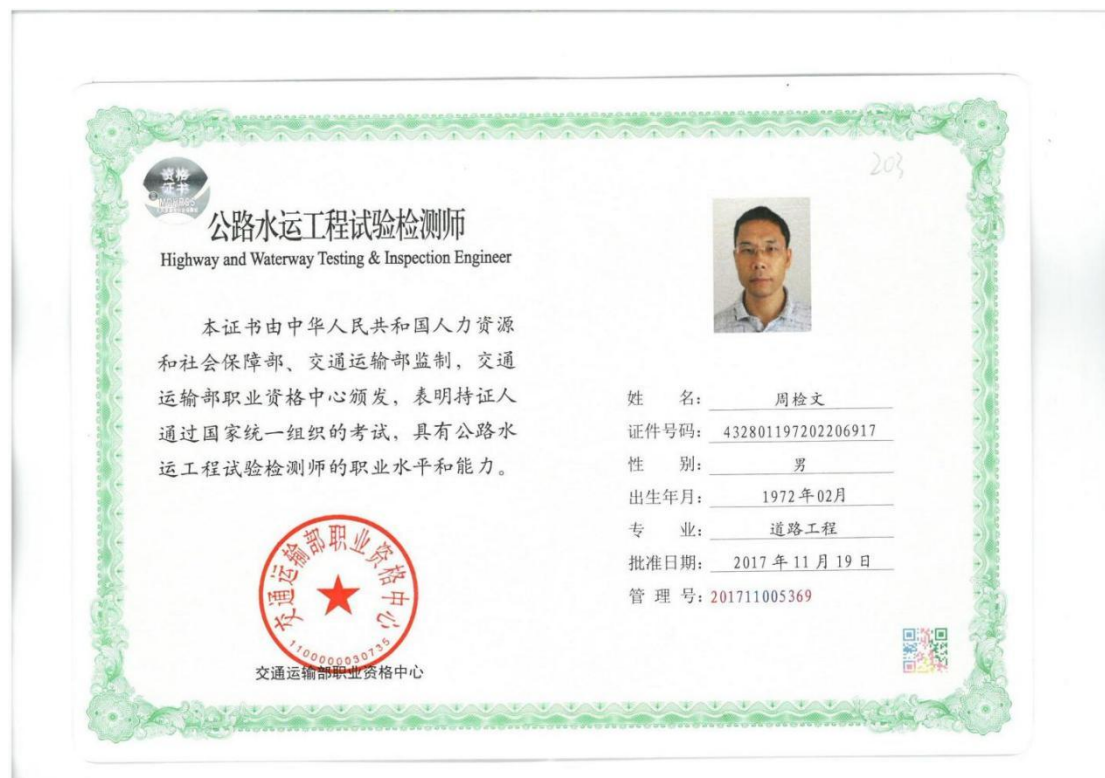 203
资格
证书
公路水运工程试验检测师
Highway and Waterway Testing & Inspection Engineer
本证书由中华人民共和国人力资源
和社会保障部、交通运输部监制,交通
运输部职业资格中心颁发,表明持证人
通过国家统一组织的考试,具有公路水
运工程试验检测师的职业水平和能力。
交通运输部职业资格中心
1100000030735
交通运输部职业资格中心
姓 名: 周检文
证件号码: 432801197202206917
性 别: 男
出生年月: 1972年02月
专 业: 道路工程
批准日期: 2017年11月19日
管 理 号: 201711005369